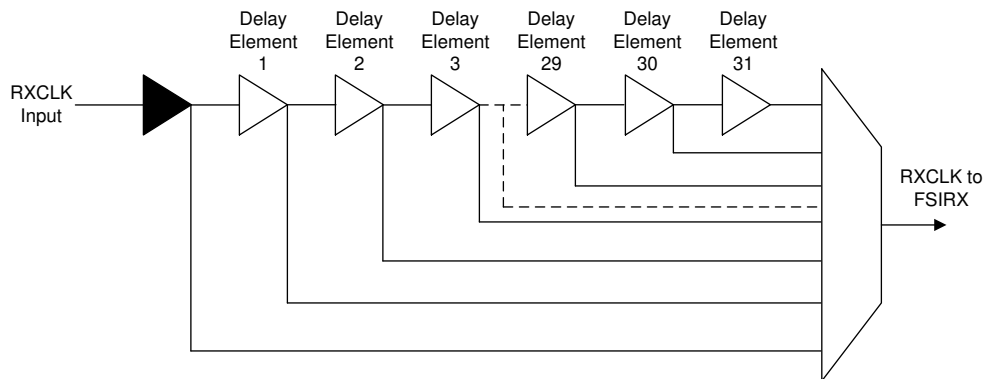 Delay
Element
1
Delay
Element
2
Delay
Element
3
Delay
Element
29
Delay
Element
30
Delay
Element
31
RXCLK
Input
RXCLK to
FSIRX